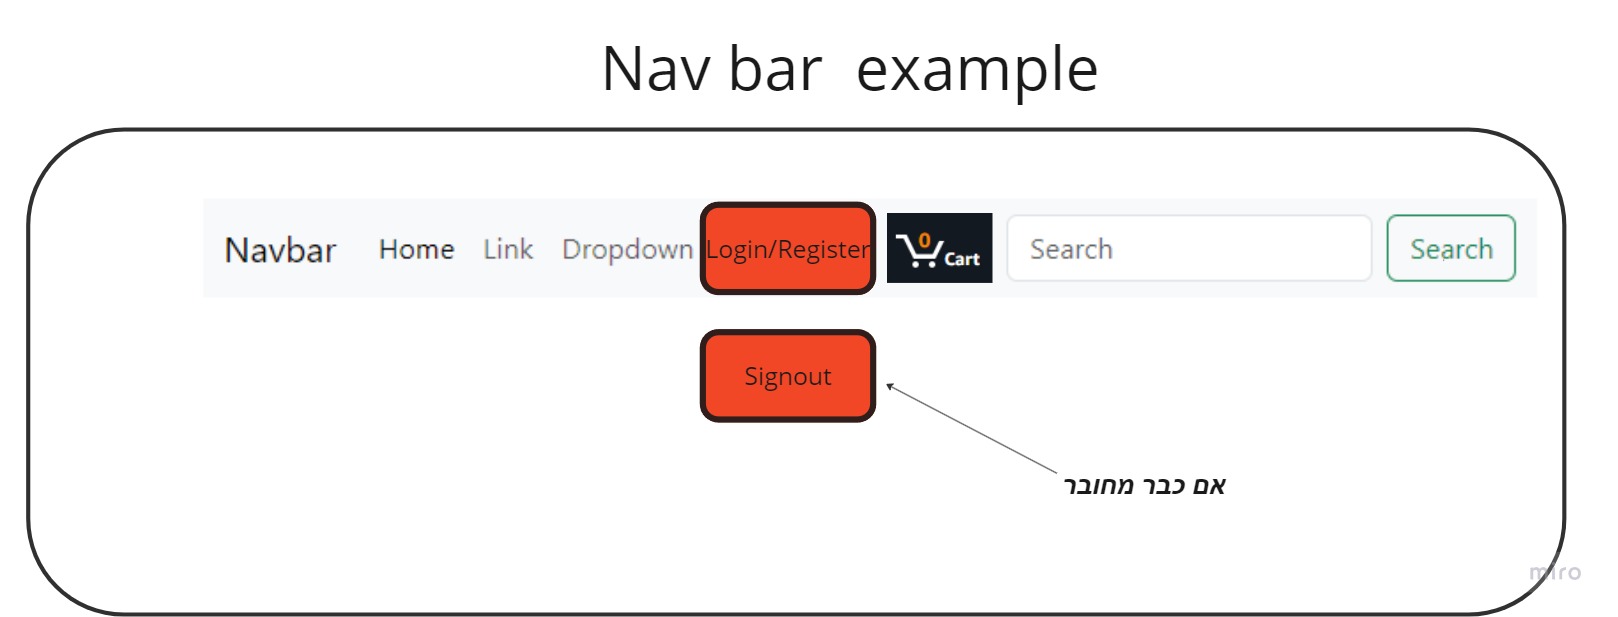 Nav bar example
Navbar Home Link Dropdown Login/Register 0 Cart Search Search
Signout
אם כבר מחובר
miro